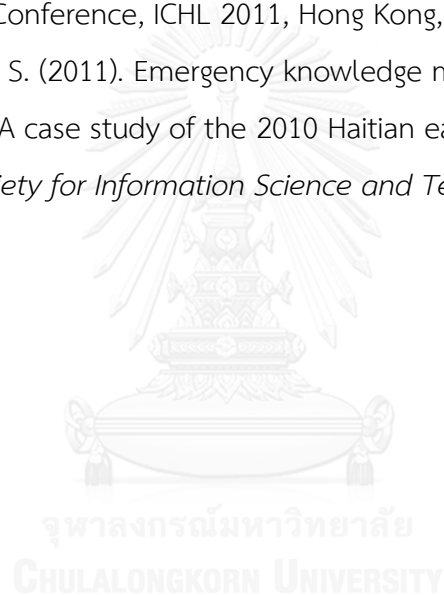 Conference, ICHL 2011, Hong Kong,
S. (2011). Emergency knowledge
A case study of the 2010 Haitian
iety for Information Science and
จุฬาลงกรณ์มหาวิทยาลัย
CHULALONGKORN UNIVERSITY